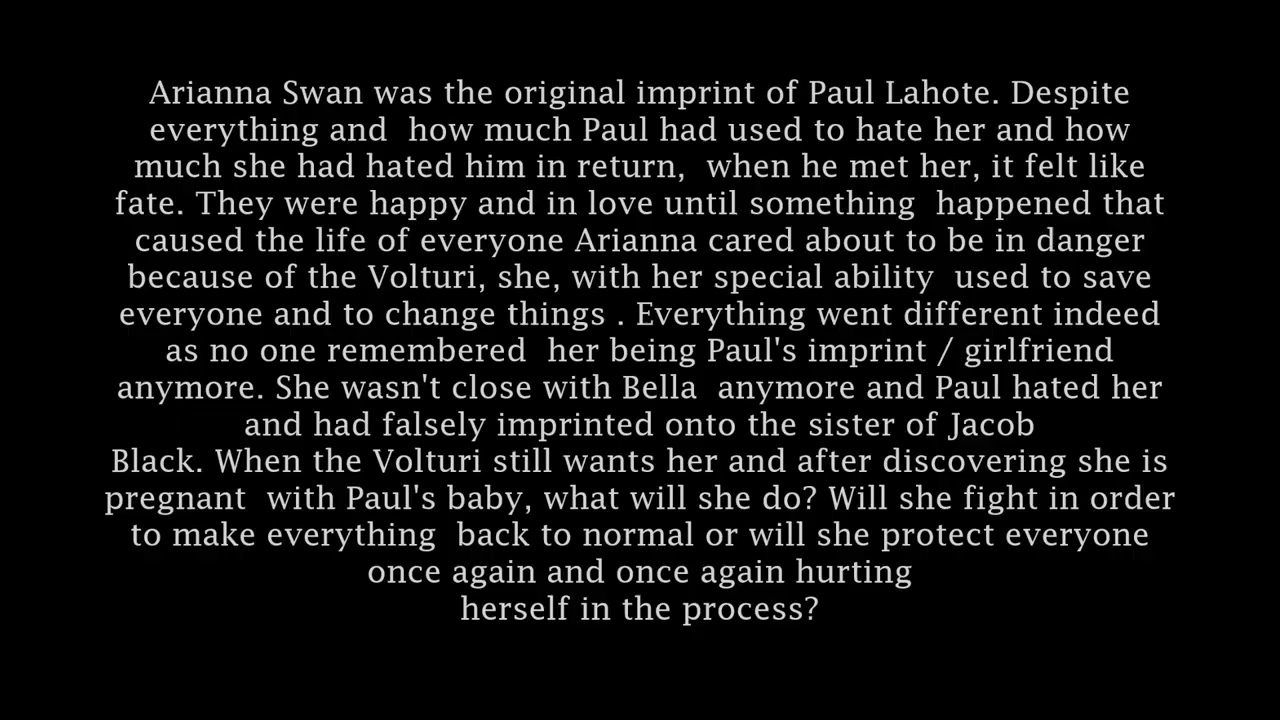 Arianna Swan was the original imprint of Paul Lahote. Despite
everything and  how much Paul had used to hate her and how
much she had hated him in return,  when he met her, it felt like
fate. They were happy and in love until something  happened that
caused the life of everyone Arianna cared about to be in danger
because of the Volturi, she, with her special ability  used to save
everyone and to change things . Everything went different indeed
as no one remembered  her being Paul's imprint / girlfriend
anymore. She wasn't close with Bella  anymore and Paul hated her
and had falsely imprinted onto the sister of Jacob
Black. When the Volturi still wants her and after discovering she is
pregnant  with Paul's baby, what will she do? Will she fight in order
to make everything  back to normal or will she protect everyone
once again and once again hurting
herself in the process?